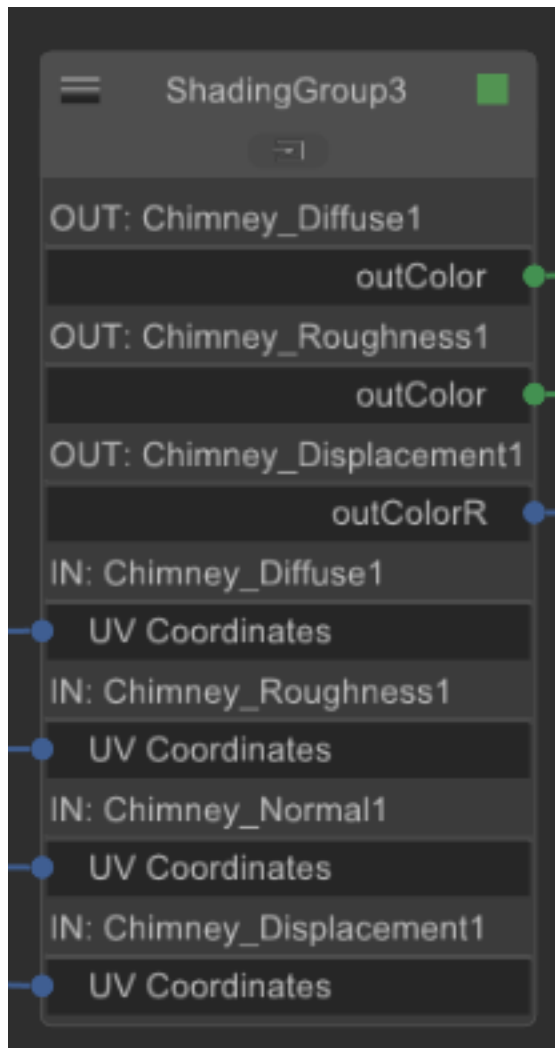 ShadingGroup3
OUT: Chimney_Diffuse1
outColor
OUT: Chimney_Roughness1
outColor
OUT: Chimney_Displacement1
outColorR
IN: Chimney_Diffuse1
UV Coordinates
IN: Chimney_Roughness1
UV Coordinates
IN: Chimney_Normal1
UV Coordinates
IN: Chimney_Displacement1
UV Coordinates